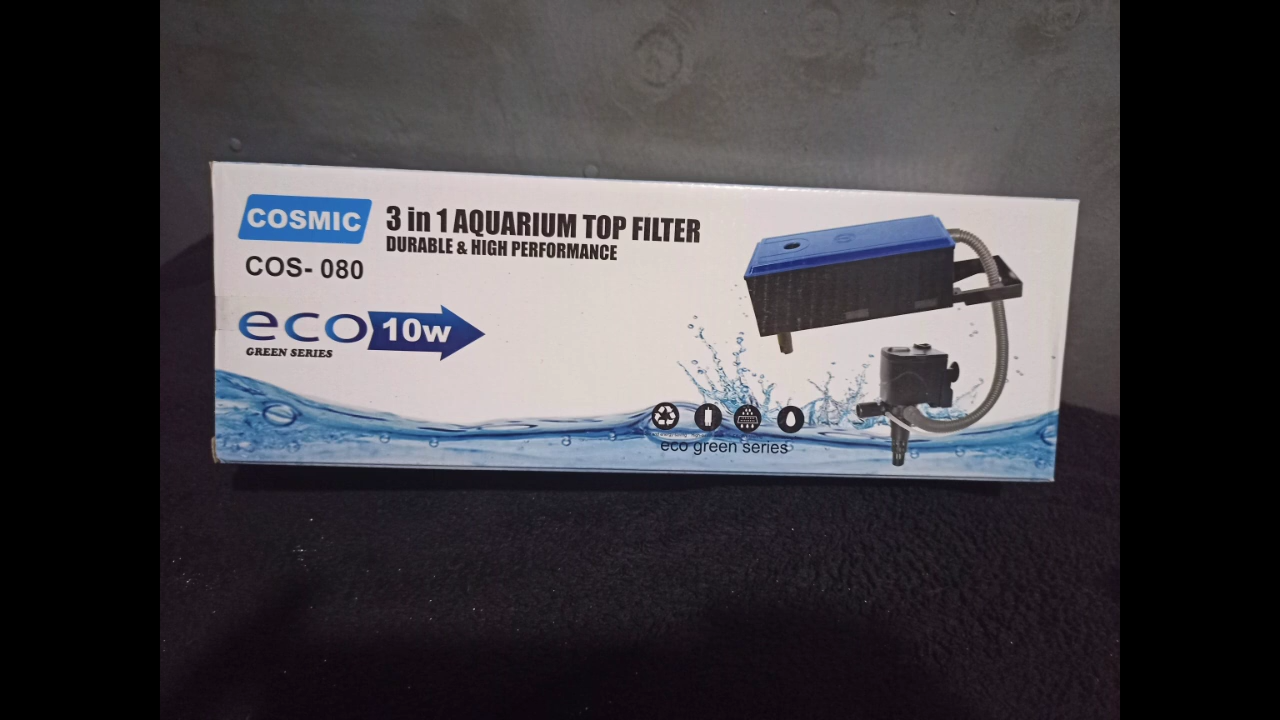 COSMIC
3 in 1 AQUARIUM TOP FILTER
DURABLE & HIGH PERFORMANCE
COS- 080
eco 10w
GREEN SERIES
eco green series